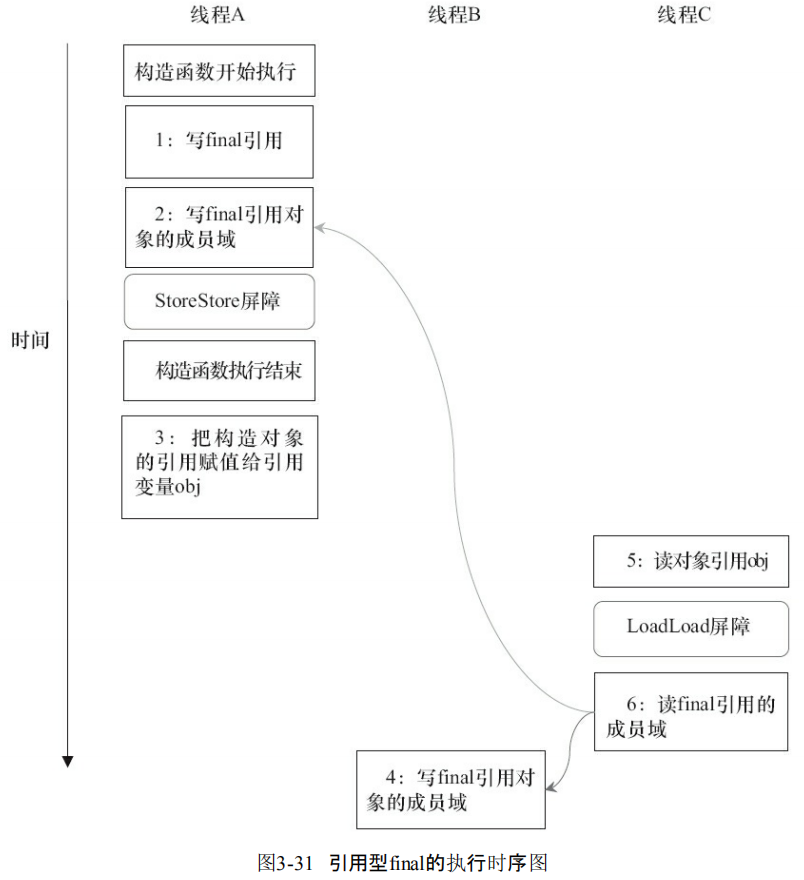 线程A 线程B 线程C
构造函数开始执行
1：写final引用
2：写final引用对
象的成员域
StoreStore屏障
时间
构造函数执行结束
3：把构造对象
的引用赋值给引用
变量obj
5：读对象引用obj
LoadLoad屏障
6：读final引用的
成员域
4：写final引用对
象的成员域
图3-31 引用型final的执行时序图